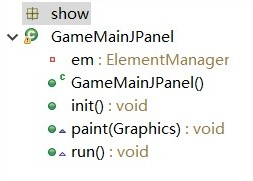 show
GameMainJPanel
em : ElementManager
GameMainJPanel()
init() : void
paint(Graphics) : void
run() : void